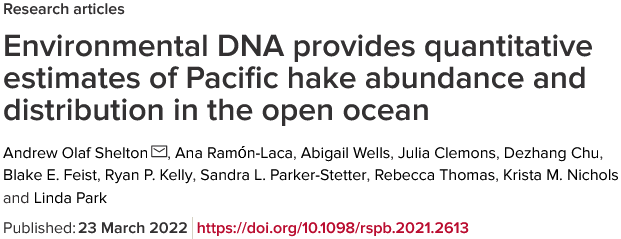 Research articles
Environmental DNA provides quantitative
estimates of Pacific hake abundance and
distribution in the open ocean
Andrew Olaf Shelton, Ana Ramón-Laca, Abigail Wells, Julia Clemons, Dezhang Chu,
Blake E. Feist, Ryan P. Kelly, Sandra L. Parker-Stetter, Rebecca Thomas, Krista M. Nichols
and Linda Park
Published: 23 March 2022 https://doi.org/10.1098/rspb.2021.2613